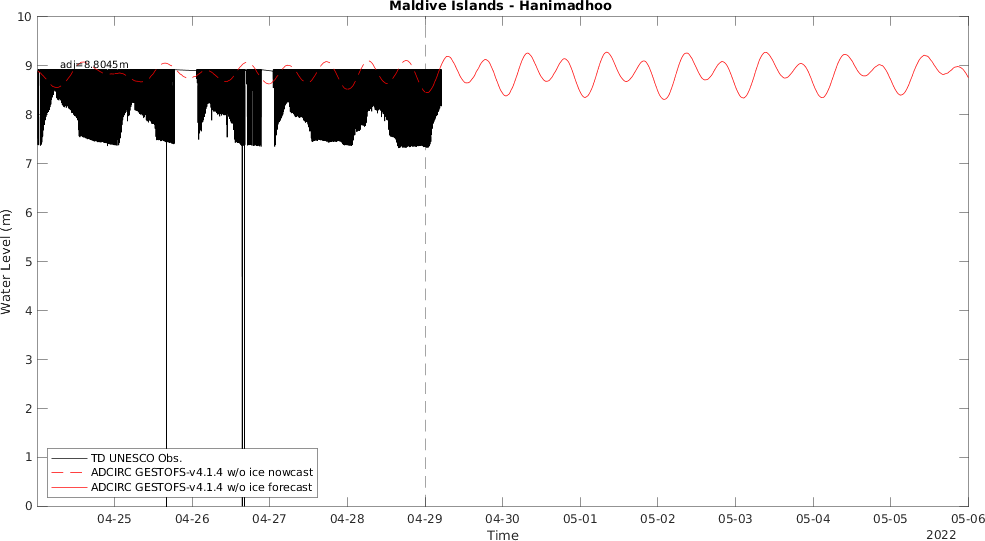 Maldive Islands - Hanimadhoo
10
9
8
7
6
5
4
3
2
1
0
Water Level (m)
adj=8.8045m
TD UNESCO Obs.
ADCIRC GESTOFS-v4.1.4 w/o ice nowcast
ADCIRC GESTOFS-v4.1.4 w/o ice forecast
04-25 04-26 04-27 04-28 04-29 04-30 05-01 05-02 05-03 05-04 05-05 05-06
Time
2022